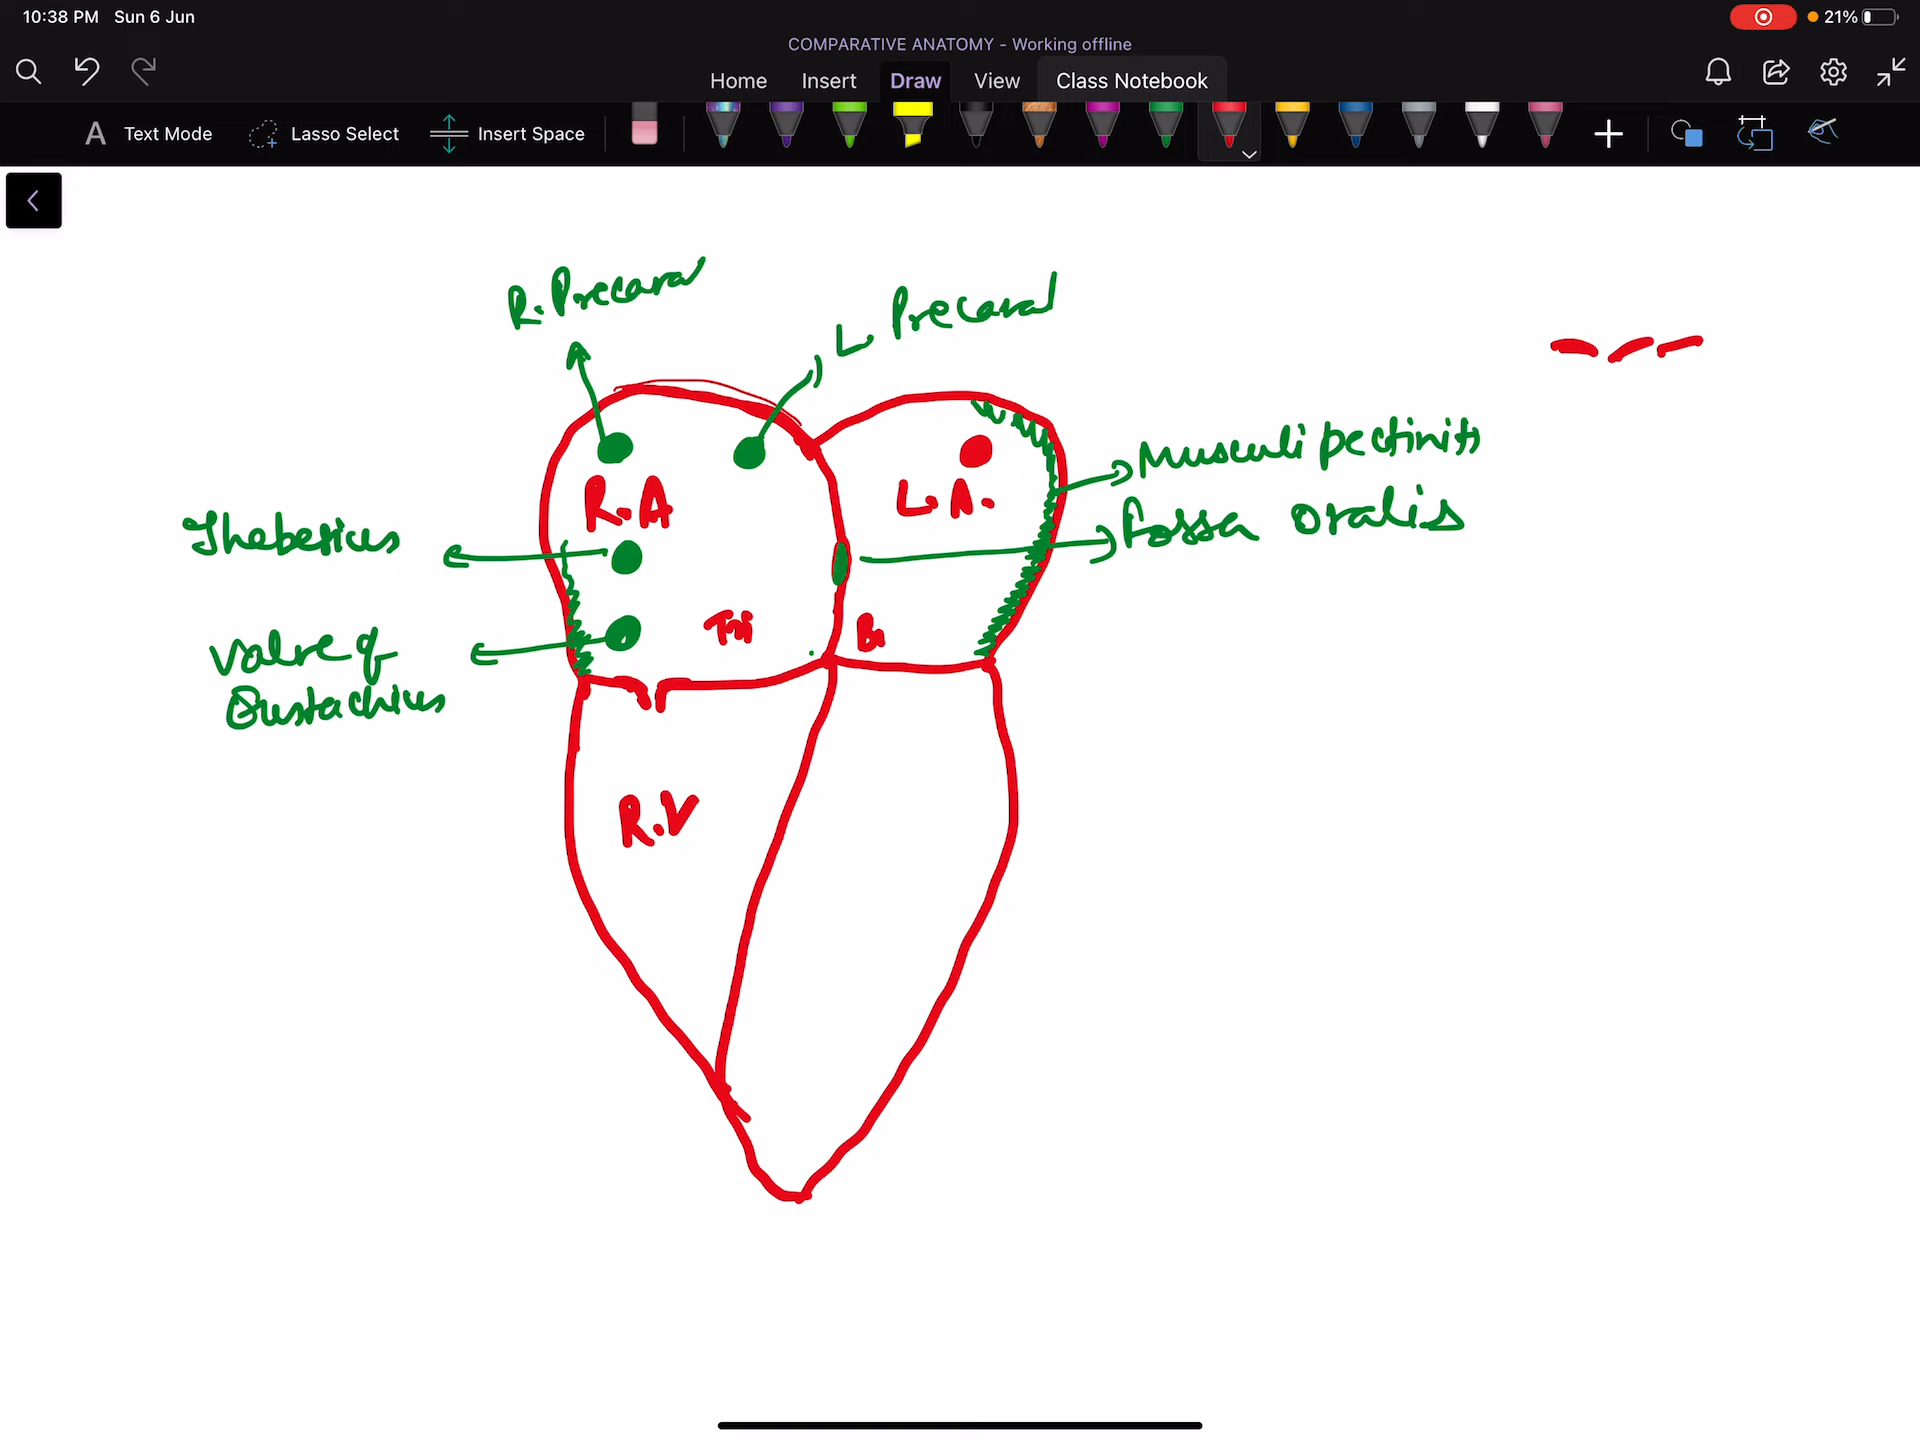 10:38 PM Sun 6 Jun
21%
COMPARATIVE ANATOMY - Working offline
Home Insert Draw View Class Notebook
Text Mode Lasso Select Insert Space
R. Precaval
L. Precaval
Musculi pectiniti
R.A
L.A.
Thebesius
Fossa ovalis
Tri
Bi
Valve of
Eustachius
R.V